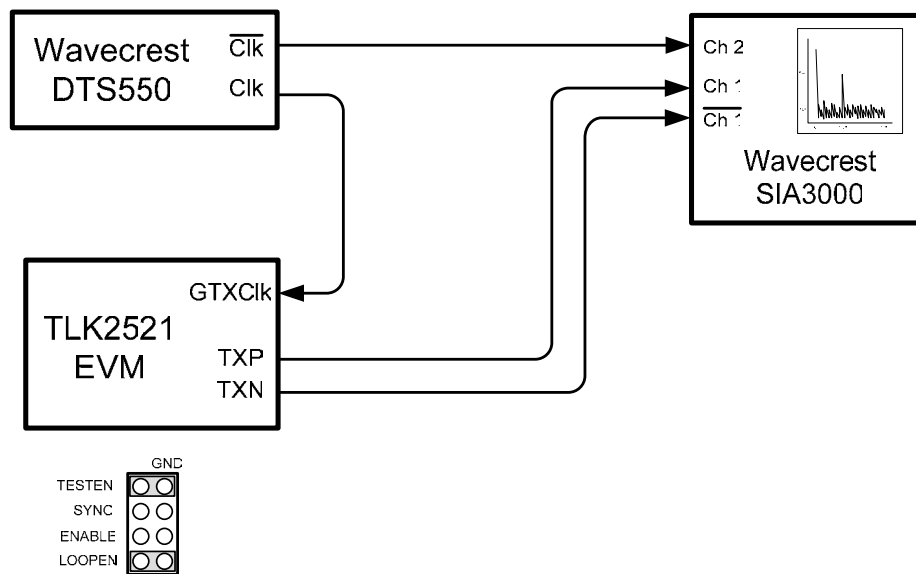 Wavecrest
DTS550
Clk
Clk
Ch 2
Ch 1
Ch 1
Wavecrest
SIA3000
GTXClk
TLK2521
EVM
TXP
TXN
GND
TESTEN
SYNC
ENABLE
LOOPEN